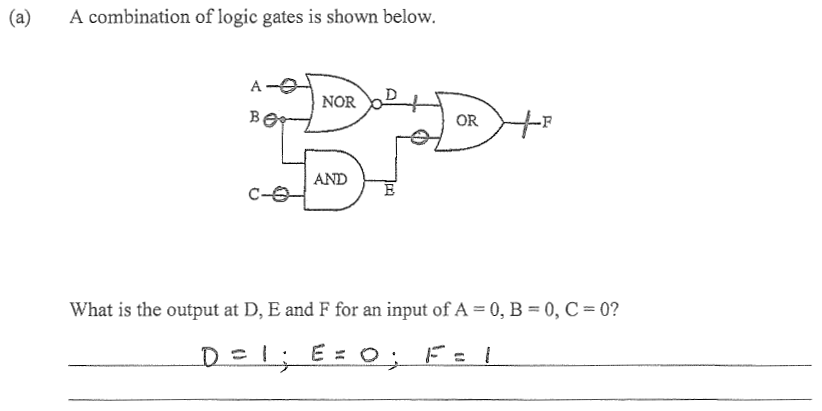 (a) A combination of logic gates is shown below.
A
NOR
D
B
OR
F
AND
C
E
What is the output at D, E and F for an input of A = 0, B = 0, C = 0?
D = 1; E = 0; F = 1